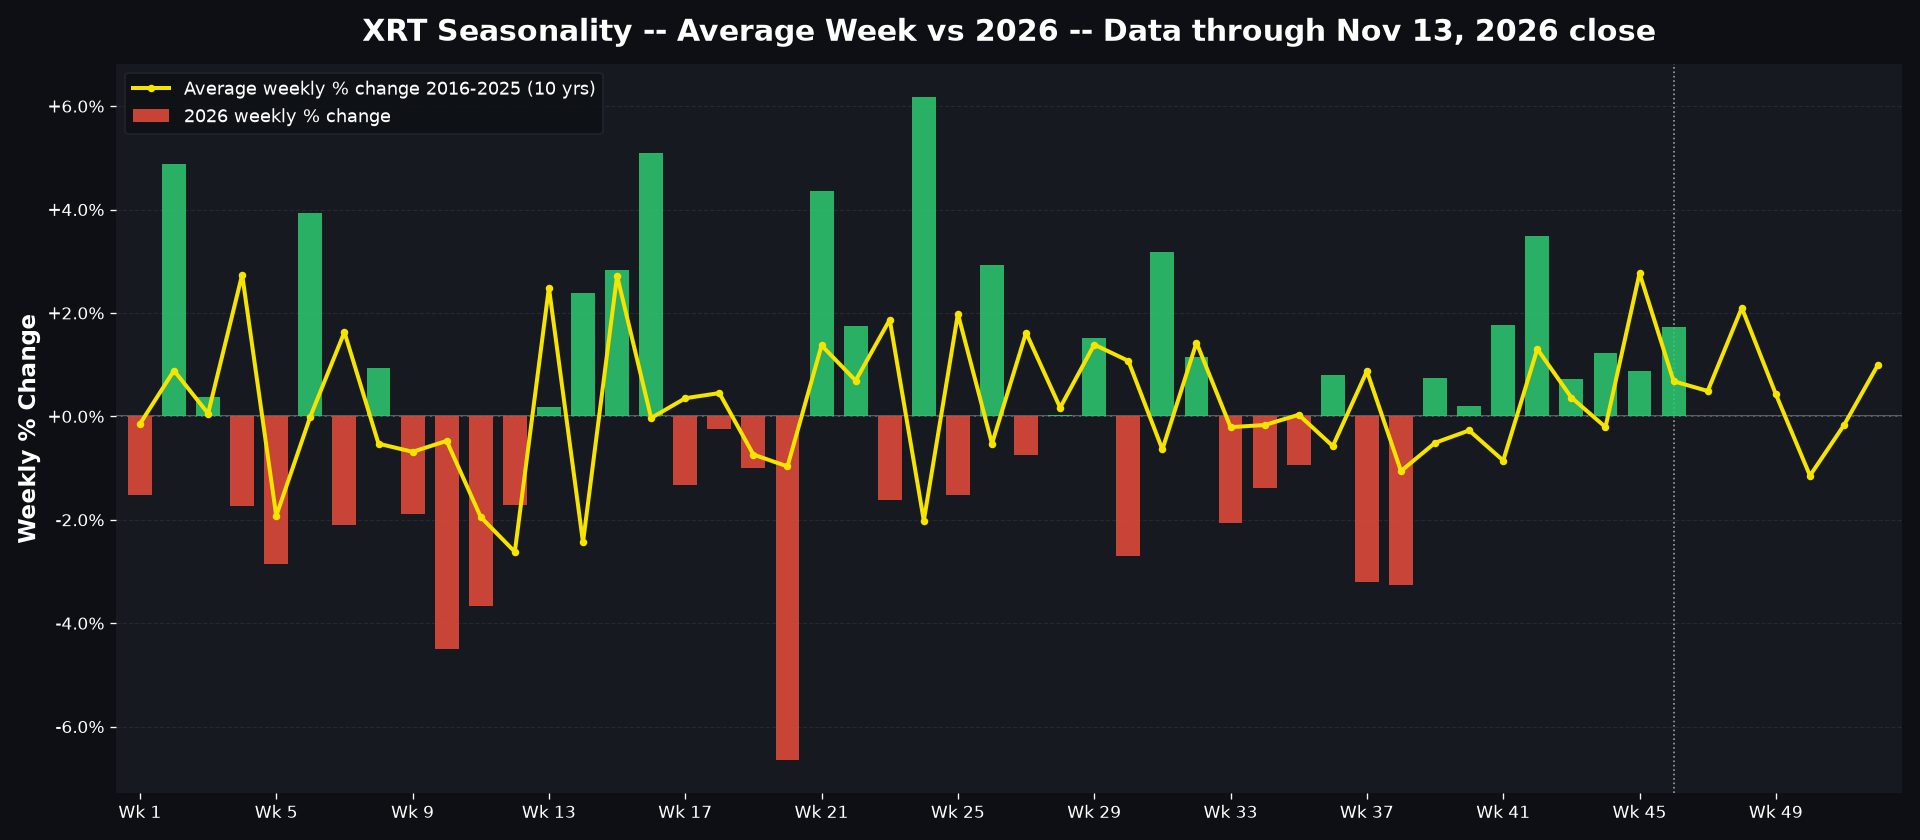 XRT Seasonality -- Average Week vs 2026 -- Data through Nov 13, 2026 close
Average weekly % change 2016-2025 (10 yrs)
2026 weekly % change
Weekly % Change
+6.0%
+4.0%
+2.0%
+0.0%
-2.0%
-4.0%
-6.0%
Wk 1 Wk 5 Wk 9 Wk 13 Wk 17 Wk 21 Wk 25 Wk 29 Wk 33 Wk 37 Wk 41 Wk 45 Wk 49